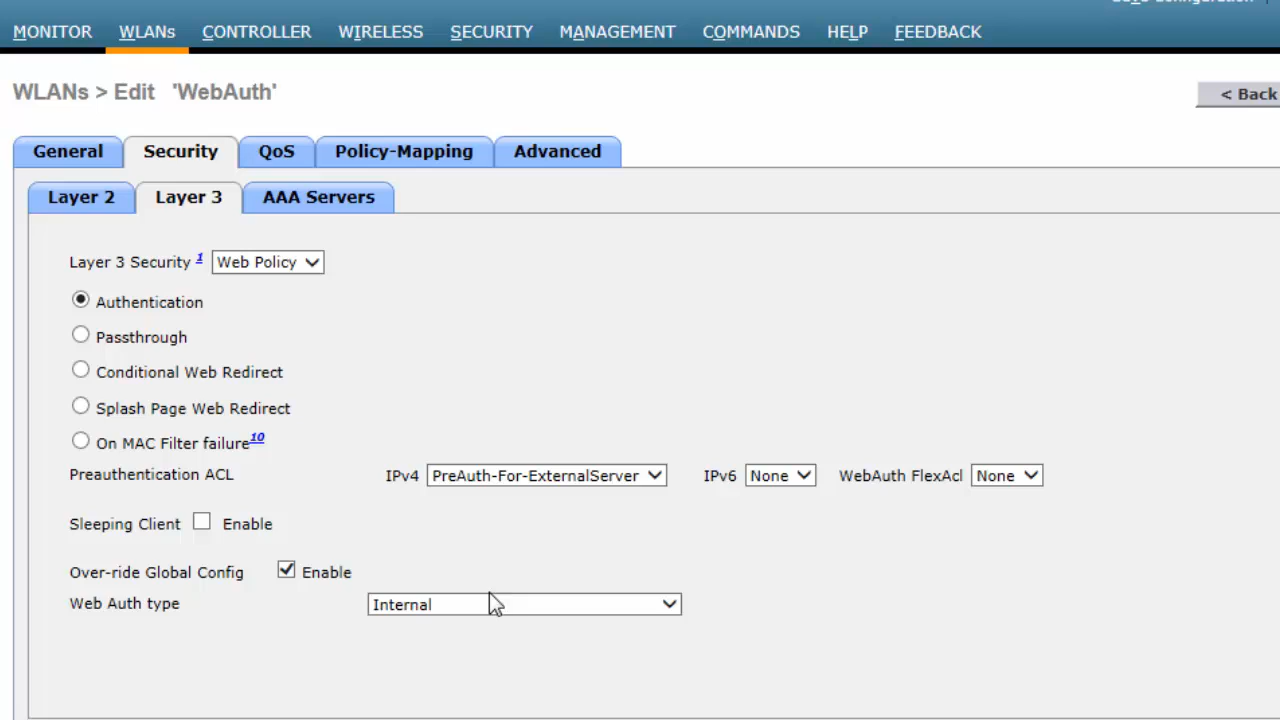 MONITOR WLANs CONTROLLER WIRELESS SECURITY MANAGEMENT COMMANDS HELP FEEDBACK
WLANs > Edit 'WebAuth'
< Back
General Security QoS Policy-Mapping Advanced
Layer 2 Layer 3 AAA Servers
Layer 3 Security 1 Web Policy
Authentication
Passthrough
Conditional Web Redirect
Splash Page Web Redirect
On MAC Filter failure10
Preauthentication ACL IPv4 PreAuth-For-ExternalServer IPv6 None WebAuth FlexAcl None
Sleeping Client Enable
Over-ride Global Config Enable
Web Auth type Internal